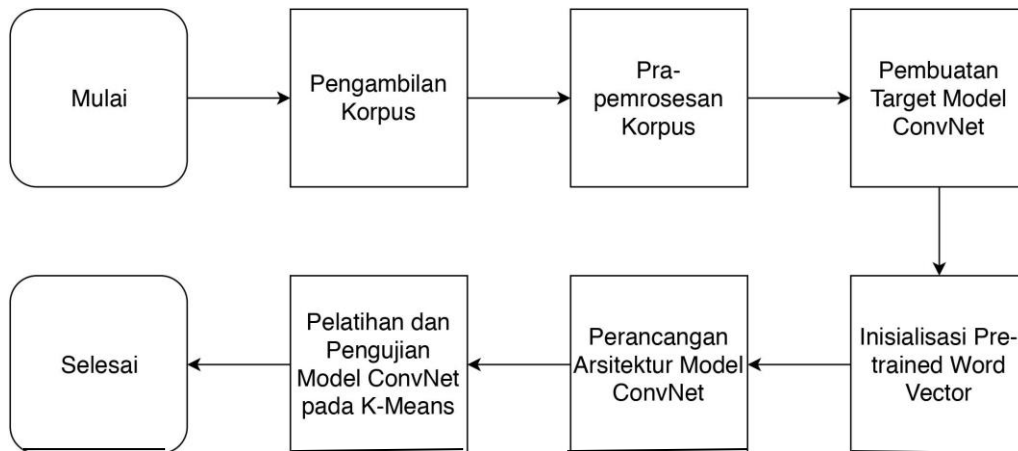 Mulai
Pengambilan
Korpus
Pra-
pemrosesan
Korpus
Pembuatan
Target Model
ConvNet
Inisialisasi Pre-
trained Word
Vector
Perancangan
Arsitektur Model
ConvNet
Pelatihan dan
Pengujian
Model ConvNet
pada K-Means
Selesai